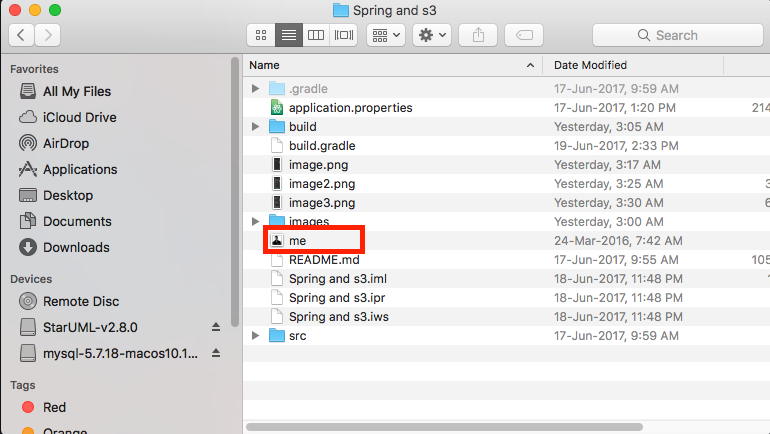 Spring and s3
Search
Favorites
All My Files
iCloud Drive
AirDrop
Applications
Desktop
Documents
Downloads
Devices
Remote Disc
StarUML-v2.8.0
mysql-5.7.18-macos10.1...
Tags
Red
Orange
Name Date Modified
.gradle 17-Jun-2017, 9:59 AM
application.properties 17-Jun-2017, 1:20 PM 214
build Yesterday, 3:05 AM
build.gradle 19-Jun-2017, 2:33 PM
image.png Yesterday, 3:17 AM
image2.png Yesterday, 3:25 AM 3
image3.png Yesterday, 3:30 AM 6
images Yesterday, 3:00 AM
me 24-Mar-2016, 7:42 AM
README.md 17-Jun-2017, 9:55 AM 105
Spring and s3.iml 18-Jun-2017, 11:48 PM
Spring and s3.ipr 18-Jun-2017, 11:48 PM
Spring and s3.iws 18-Jun-2017, 11:48 PM
src 17-Jun-2017, 9:59 AM